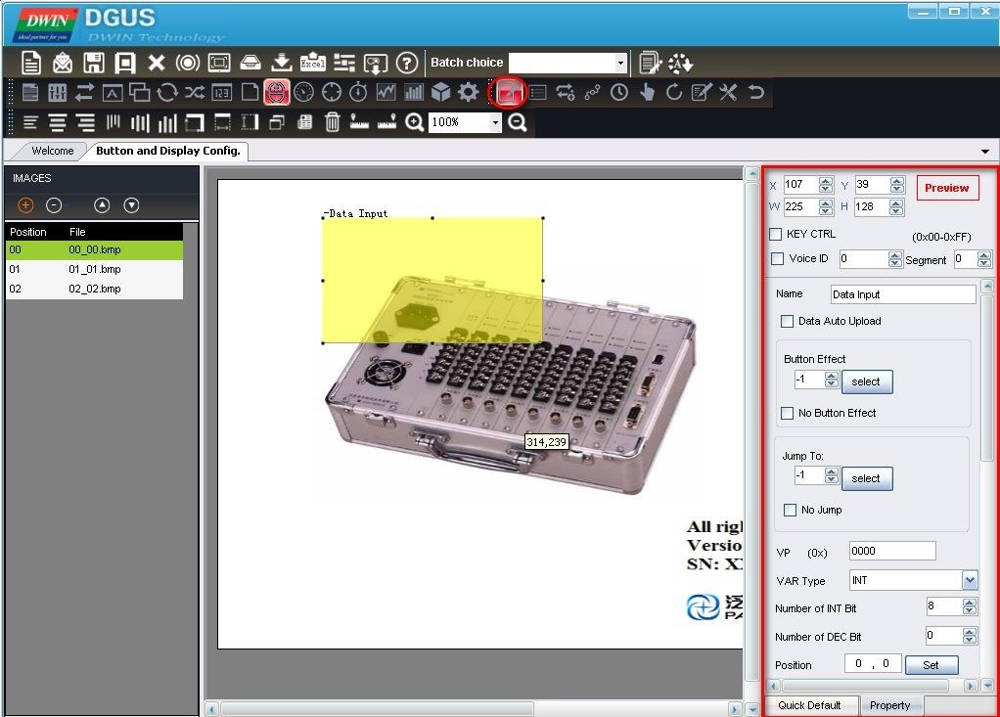 DWIN
ideal partner for you
DGUS
DWIN Technology
Batch choice
Excel
123
100%
Welcome
Button and Display Config.
IMAGES
Position File
00 00_00.bmp
01 01_01.bmp
02 02_02.bmp
-Data Input
314,239
All righ
Versio
SN: X
泛
PA
X 107 Y 39
W 225 H 128
Preview
KEY CTRL (0x00-0xFF)
Voice ID 0 Segment 0
Name Data Input
Data Auto Upload
Button Effect
-1 select
No Button Effect
Jump To:
-1 select
No Jump
VP (0x) 0000
VAR Type INT
Number of INT Bit 8
Number of DEC Bit 0
Position 0 , 0 Set
Quick Default Property